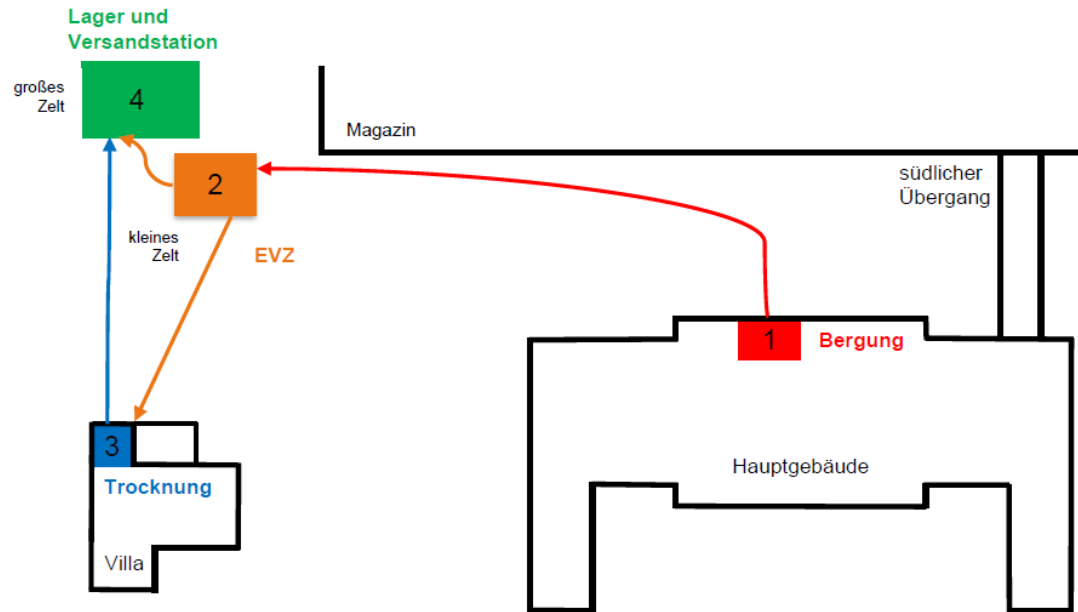 Lager und
Versandstation
großes
Zelt
4
Magazin
2
südlicher
Übergang
kleines
Zelt
EVZ
1
Bergung
3
Hauptgebäude
Trocknung
Villa